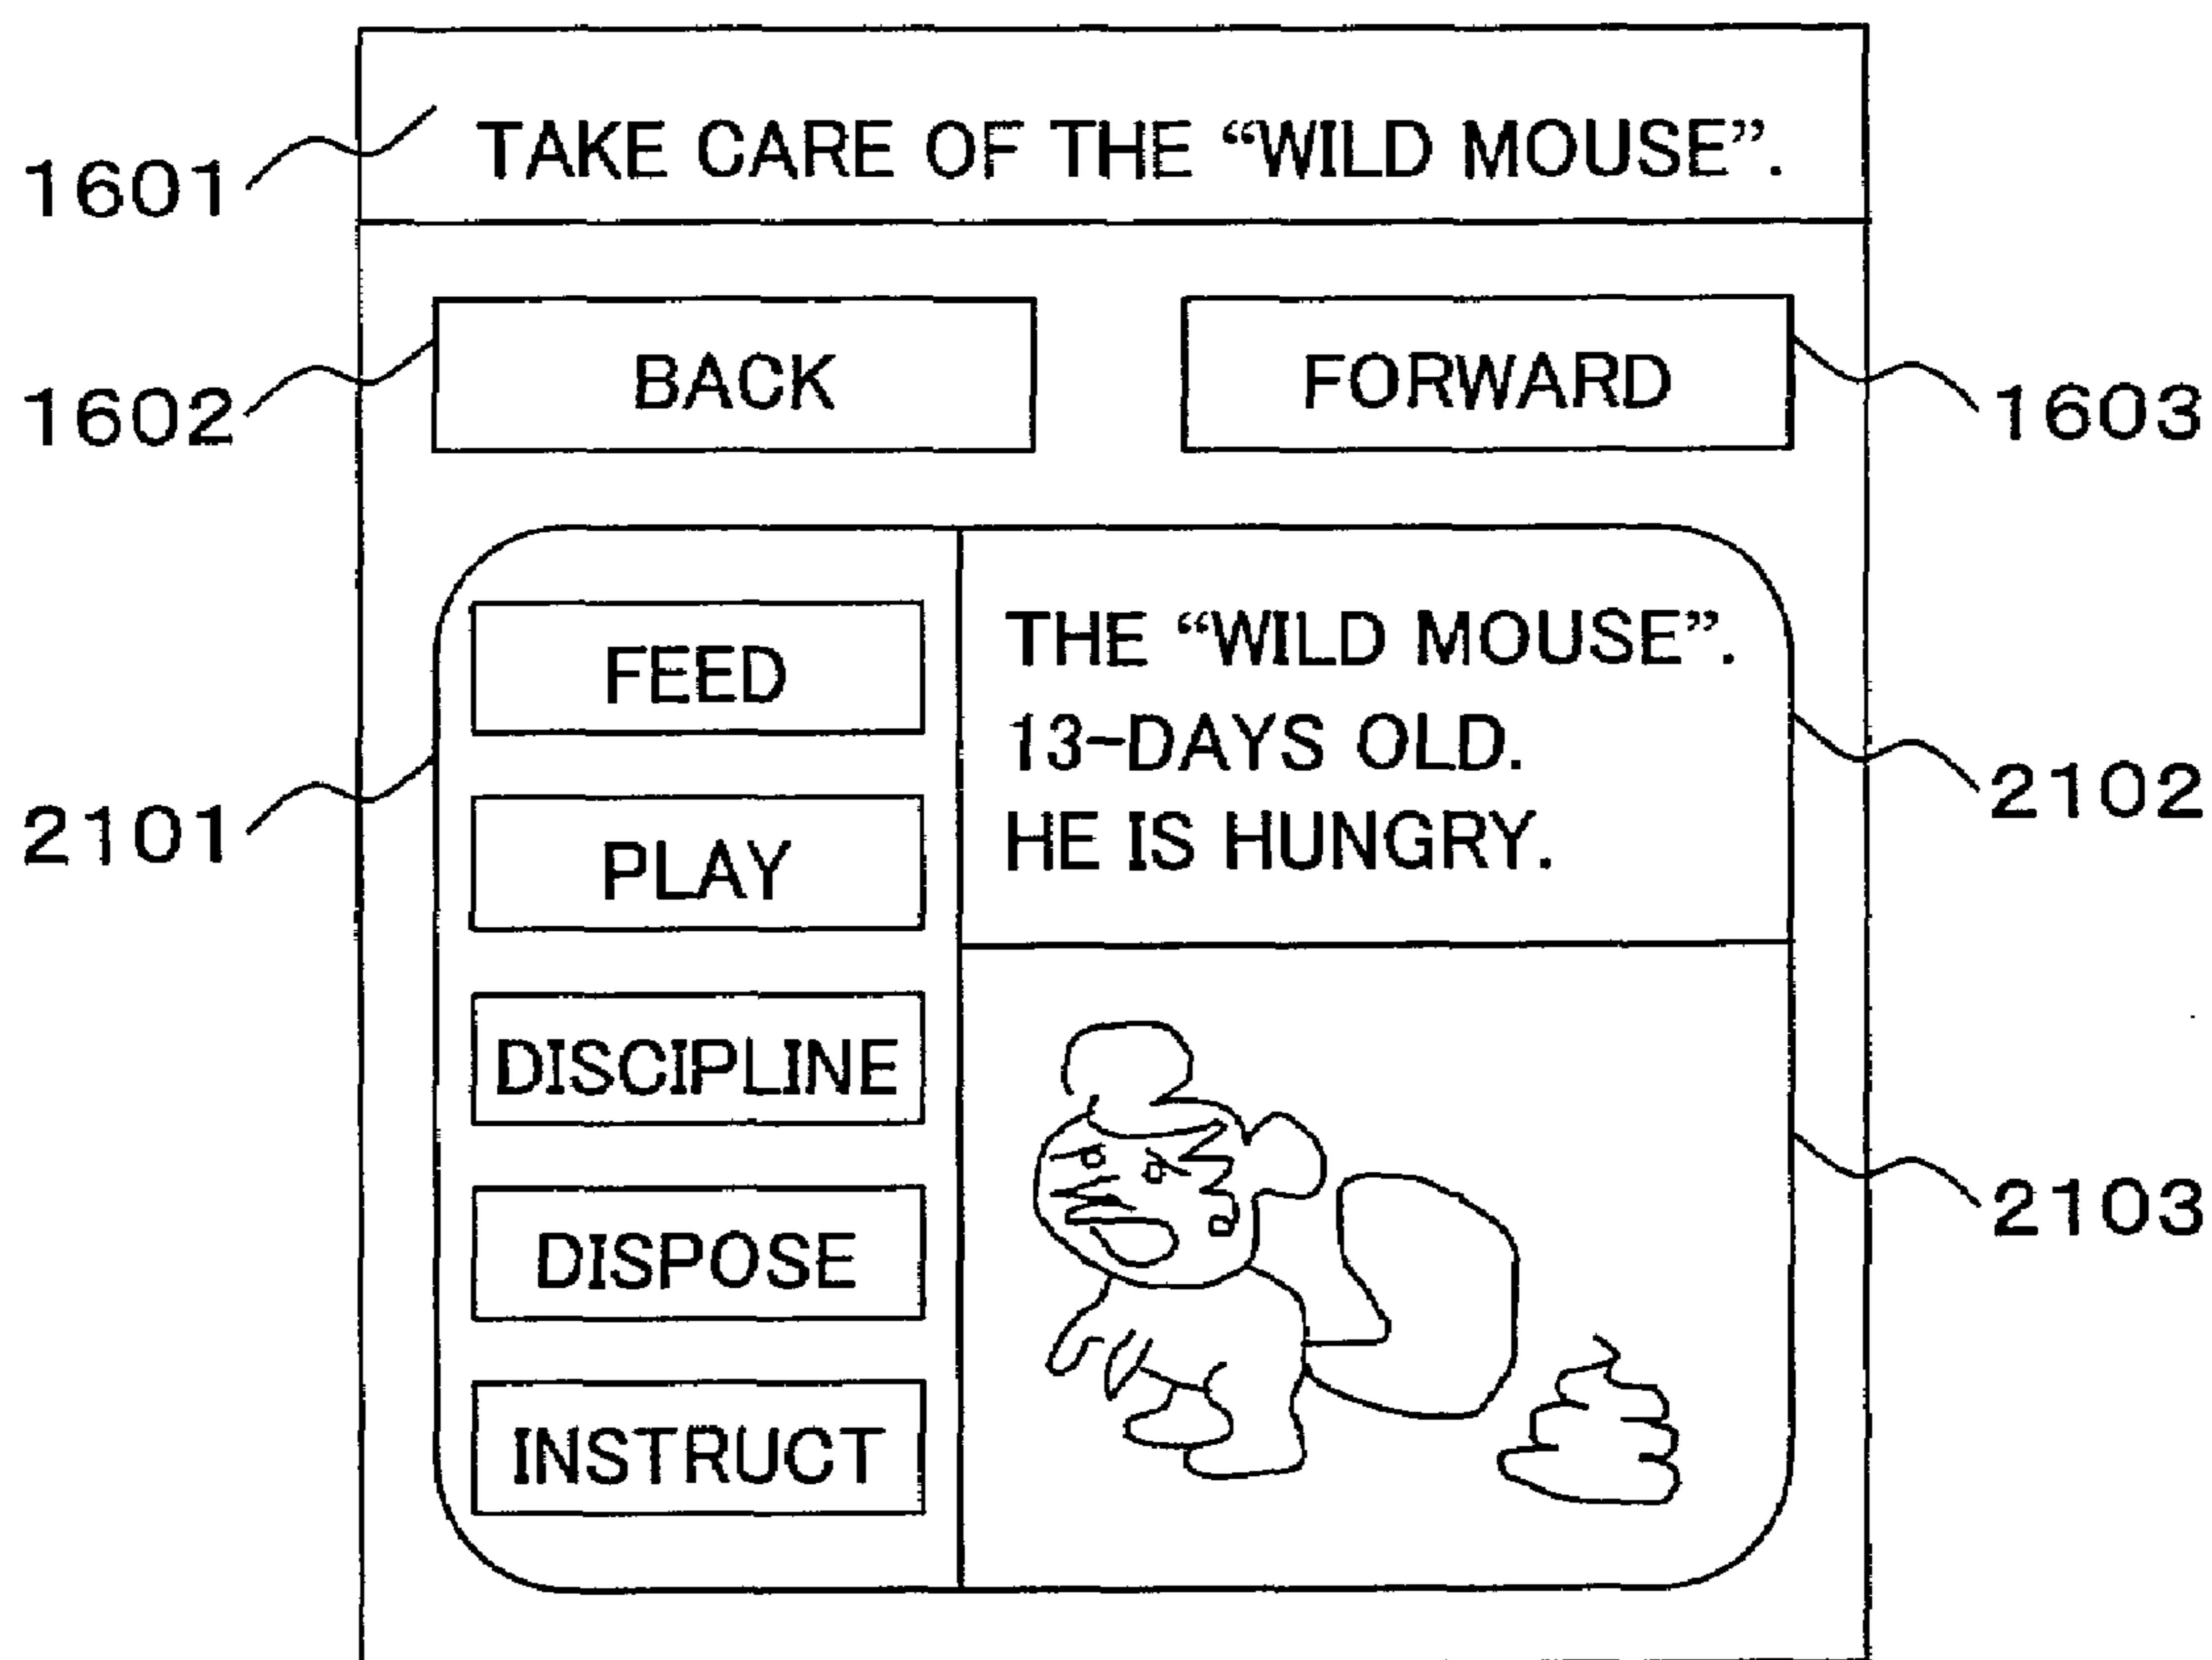 TAKE CARE OF THE “WILD MOUSE”.
1601
BACK
FORWARD
1602
1603
FEED
THE “WILD MOUSE”.
13-DAYS OLD.
HE IS HUNGRY.
2101
2102
PLAY
DISCIPLINE
2103
DISPOSE
INSTRUCT